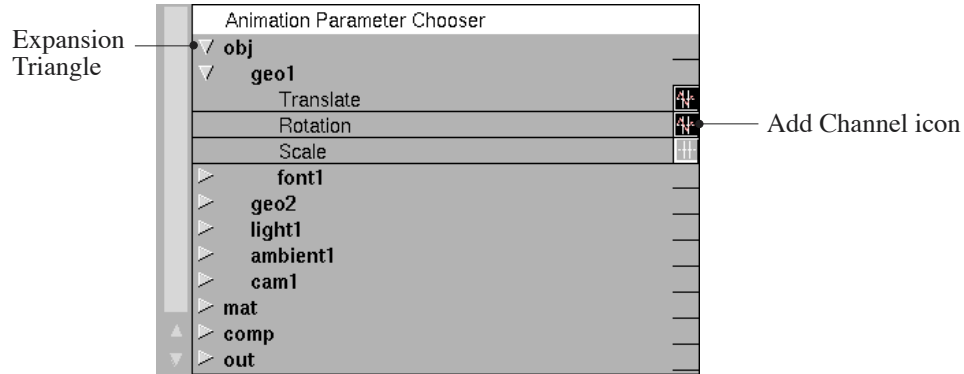 Animation Parameter Chooser
Expansion
Triangle
obj
geo1
Translate
Rotation
Add Channel icon
Scale
font1
geo2
light1
ambient1
cam1
mat
comp
out